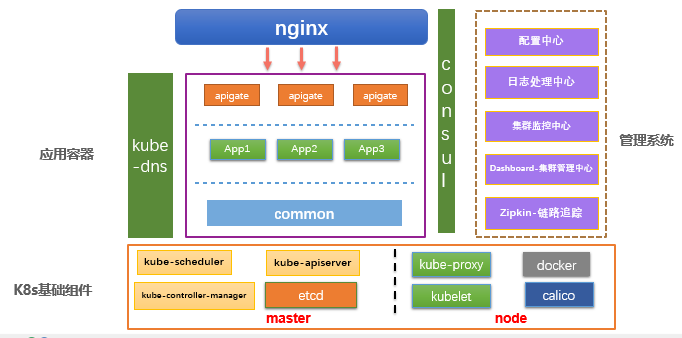 nginx
consul
配置中心
日志处理中心
集群监控中心
Dashboard-集群管理中心
Zipkin-链路追踪
管理系统
应用容器
kube
-dns
apigate apigate apigate
App1 App2 App3
common
K8s基础组件
kube-scheduler kube-apiserver
kube-controller-manager etcd
master
kube-proxy docker
kubelet calico
node